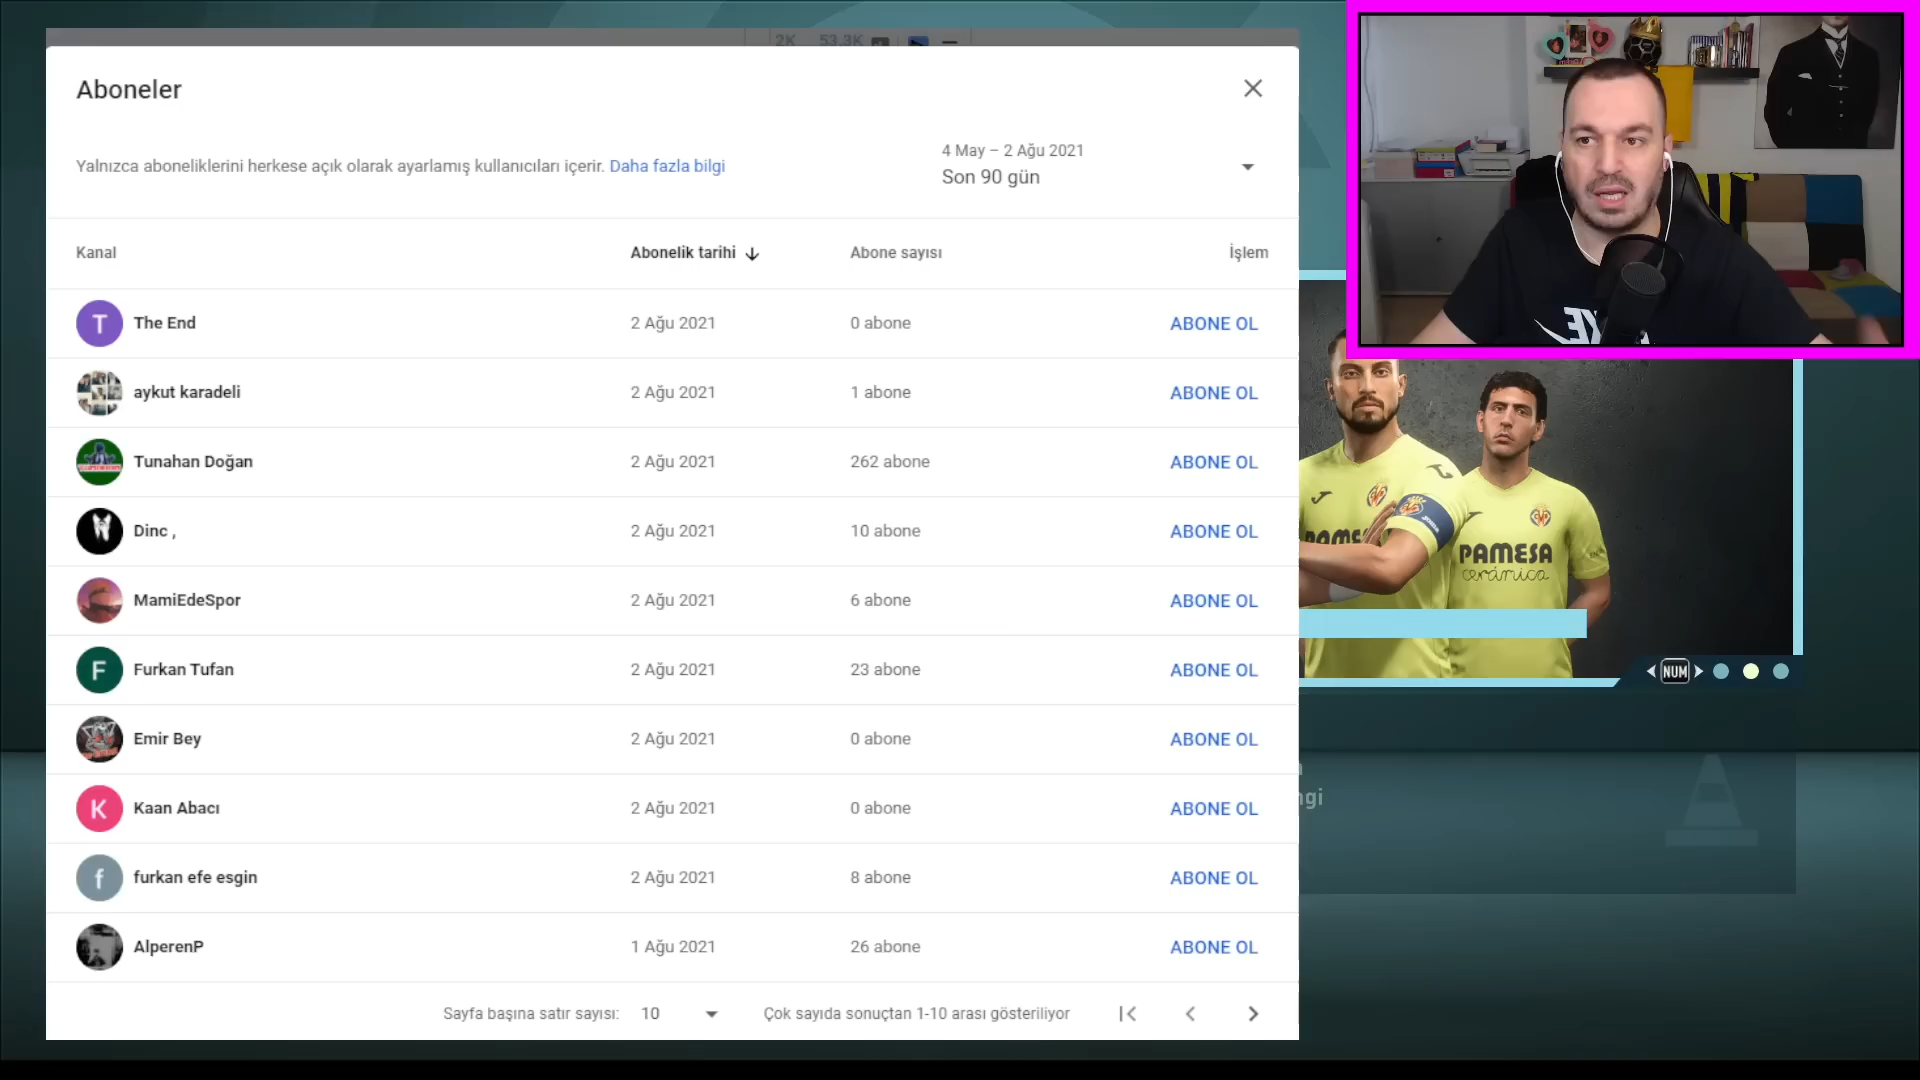 2K 53,3K
Aboneler
Yalnızca aboneliklerini herkese açık olarak ayarlamış kullanıcıları içerir. Daha fazla bilgi
4 May – 2 Ağu 2021
Son 90 gün
Kanal Abonelik tarihi Abone sayısı İşlem
T The End 2 Ağu 2021 0 abone ABONE OL
aykut karadeli 2 Ağu 2021 1 abone ABONE OL
Tunahan Doğan 2 Ağu 2021 262 abone ABONE OL
Dinc , 2 Ağu 2021 10 abone ABONE OL
MamiEdeSpor 2 Ağu 2021 6 abone ABONE OL
F Furkan Tufan 2 Ağu 2021 23 abone ABONE OL
Emir Bey 2 Ağu 2021 0 abone ABONE OL
K Kaan Abacı 2 Ağu 2021 0 abone ABONE OL
f furkan efe esgin 2 Ağu 2021 8 abone ABONE OL
AlperenP 1 Ağu 2021 26 abone ABONE OL
Sayfa başına satır sayısı: 10 Çok sayıda sonuçtan 1-10 arası gösteriliyor
PAMESA
cerámica
NUM